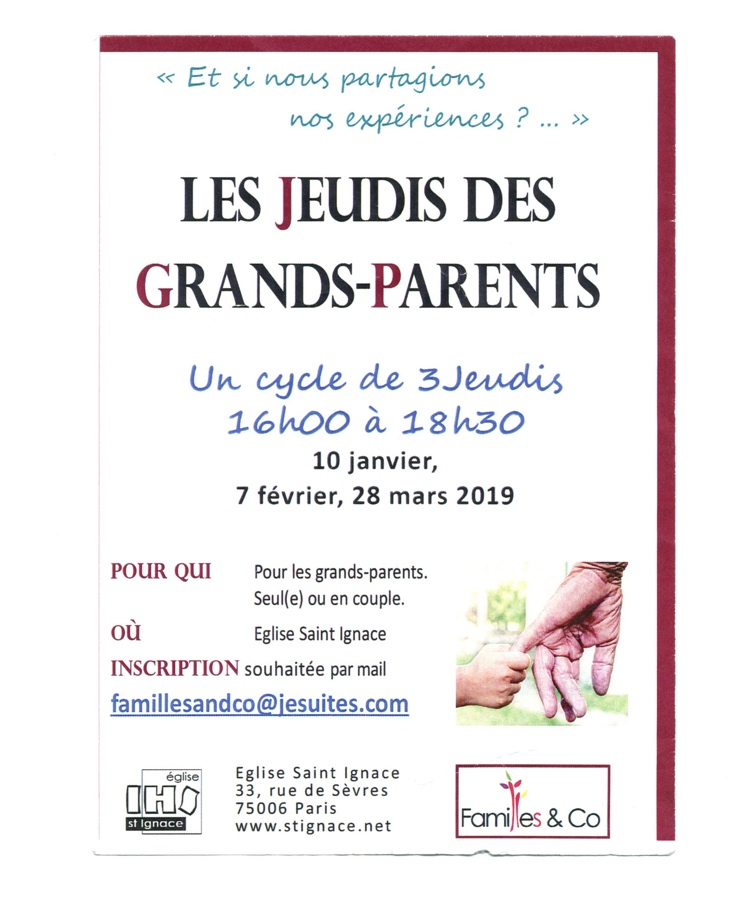 « Et si nous partagions
nos expériences ? ... »
LES JEUDIS DES
GRANDS-PARENTS
Un cycle de 3Jeudis
16h00 à 18h30
10 janvier,
7 février, 28 mars 2019
POUR QUI Pour les grands-parents.
Seul(e) ou en couple.
OÙ Eglise Saint Ignace
INSCRIPTION souhaitée par mail
famillesandco@jesuites.com
église
IHS
st Ignace
Eglise Saint Ignace
33, rue de Sèvres
75006 Paris
www.stignace.net
Familles & Co